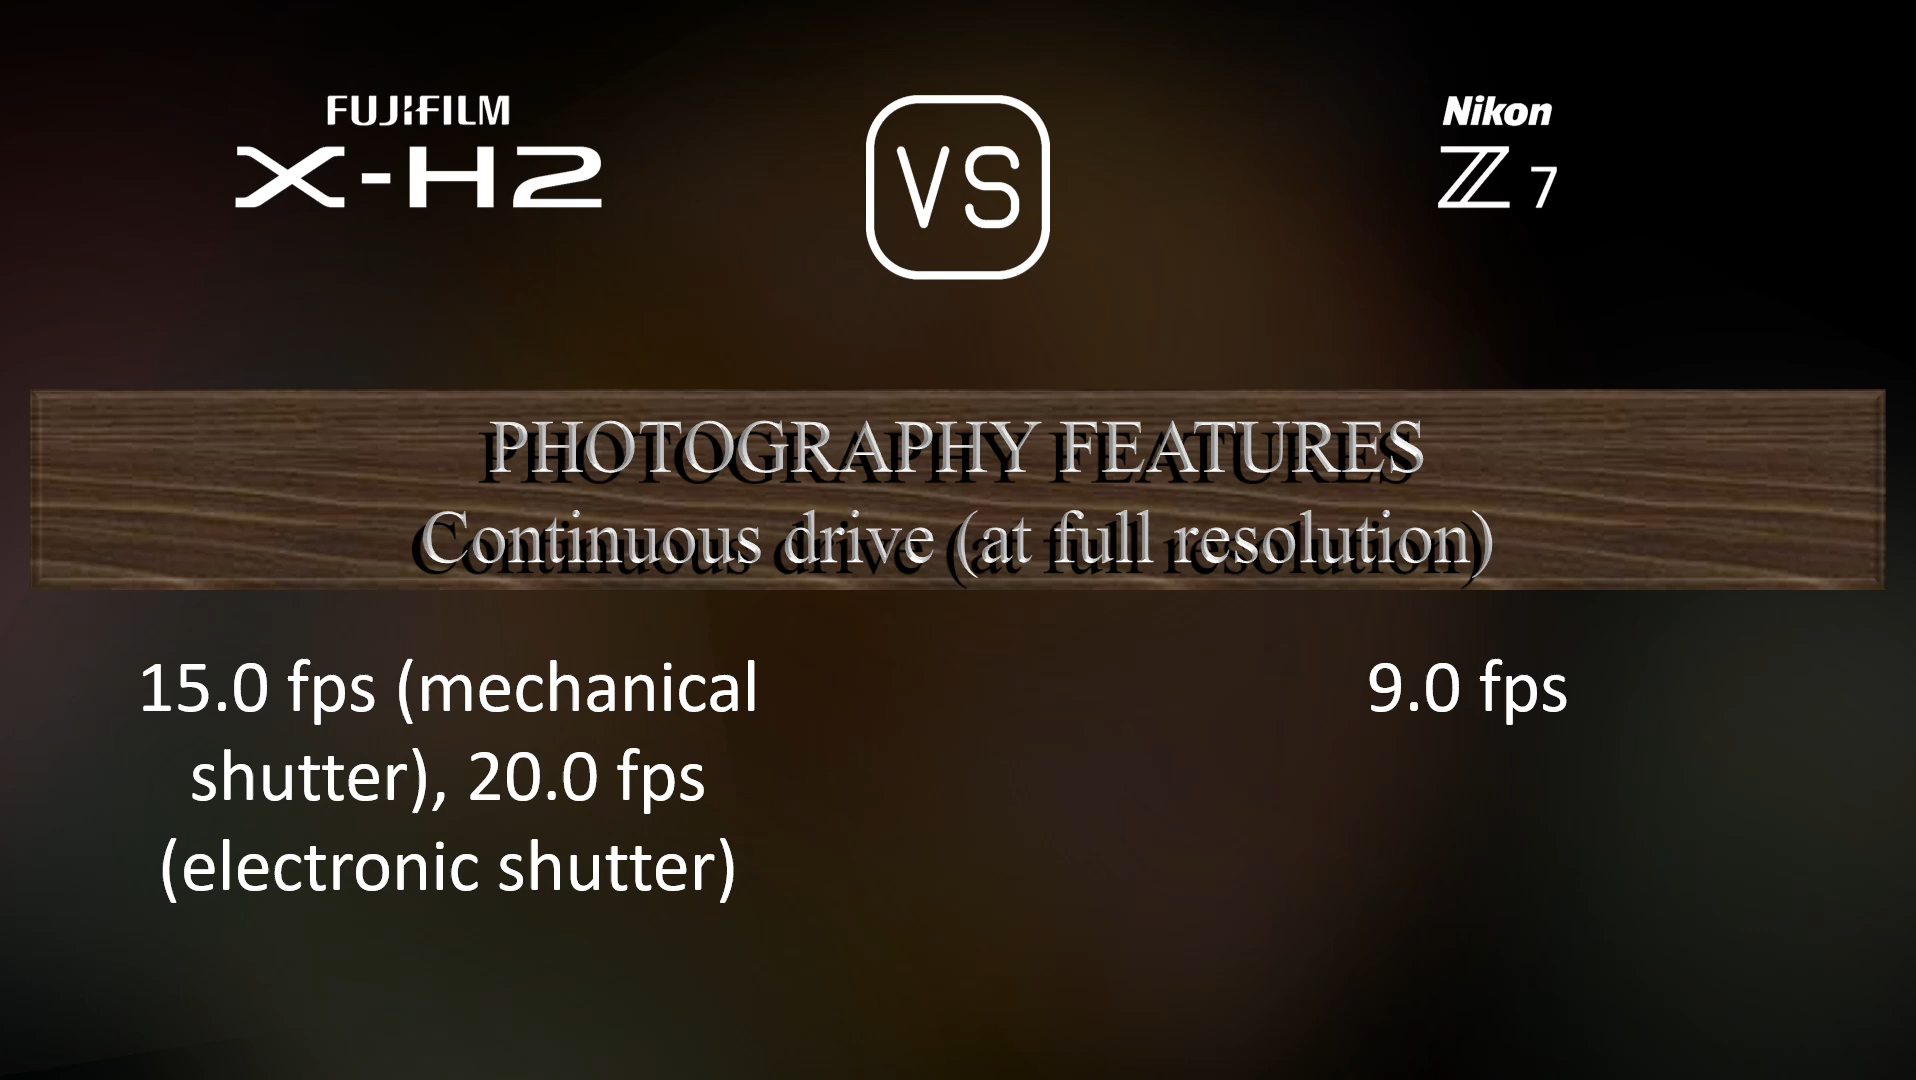 FUJIFILM
X-H2
VS
Nikon
Z 7
PHOTOGRAPHY FEATURES
Continuous drive (at full resolution)
15.0 fps (mechanical
shutter), 20.0 fps
(electronic shutter)
9.0 fps